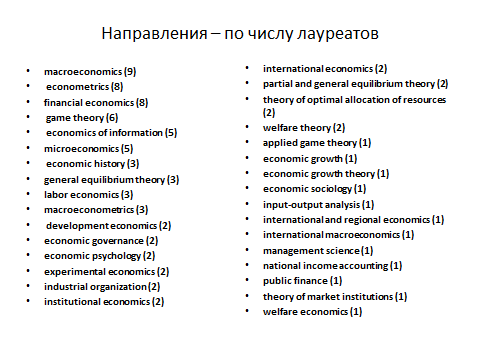 Направления – по числу лауреатов
• macroeconomics (9)
• econometrics (8)
• financial economics (8)
• game theory (6)
• economics of information (5)
• microeconomics (5)
• economic history (3)
• general equilibrium theory (3)
• labor economics (3)
• macroeconometrics (3)
• development economics (2)
• economic governance (2)
• economic psychology (2)
• experimental economics (2)
• industrial organization (2)
• institutional economics (2)
• international economics (2)
• partial and general equilibrium theory (2)
• theory of optimal allocation of resources
(2)
• welfare theory (2)
• applied game theory (1)
• economic growth (1)
• economic growth theory (1)
• economic sociology (1)
• input-output analysis (1)
• international and regional economics (1)
• international macroeconomics (1)
• management science (1)
• national income accounting (1)
• public finance (1)
• theory of market institutions (1)
• welfare economics (1)